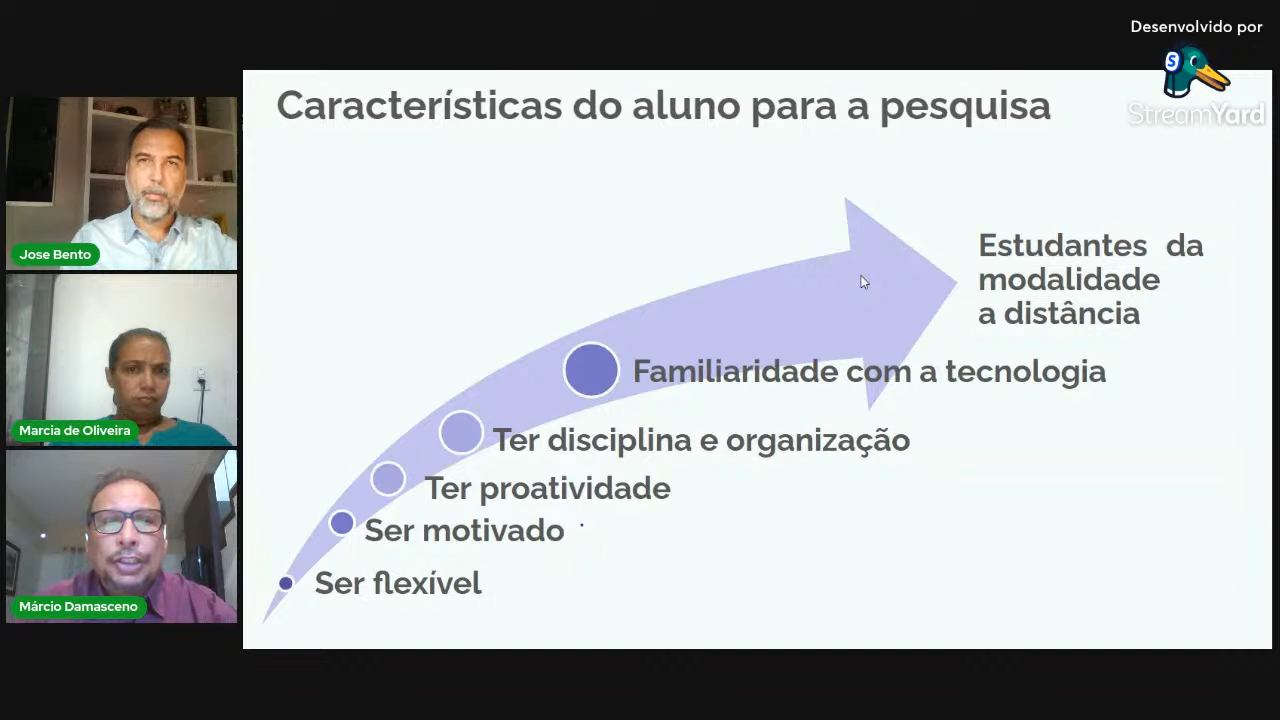 Desenvolvido por
S
StreamYard
Características do aluno para a pesquisa
Estudantes da
modalidade
a distância
Familiaridade com a tecnologia
Ter disciplina e organização
Ter proatividade
Ser motivado
Ser flexível
Jose Bento
Marcia de Oliveira
Márcio Damasceno